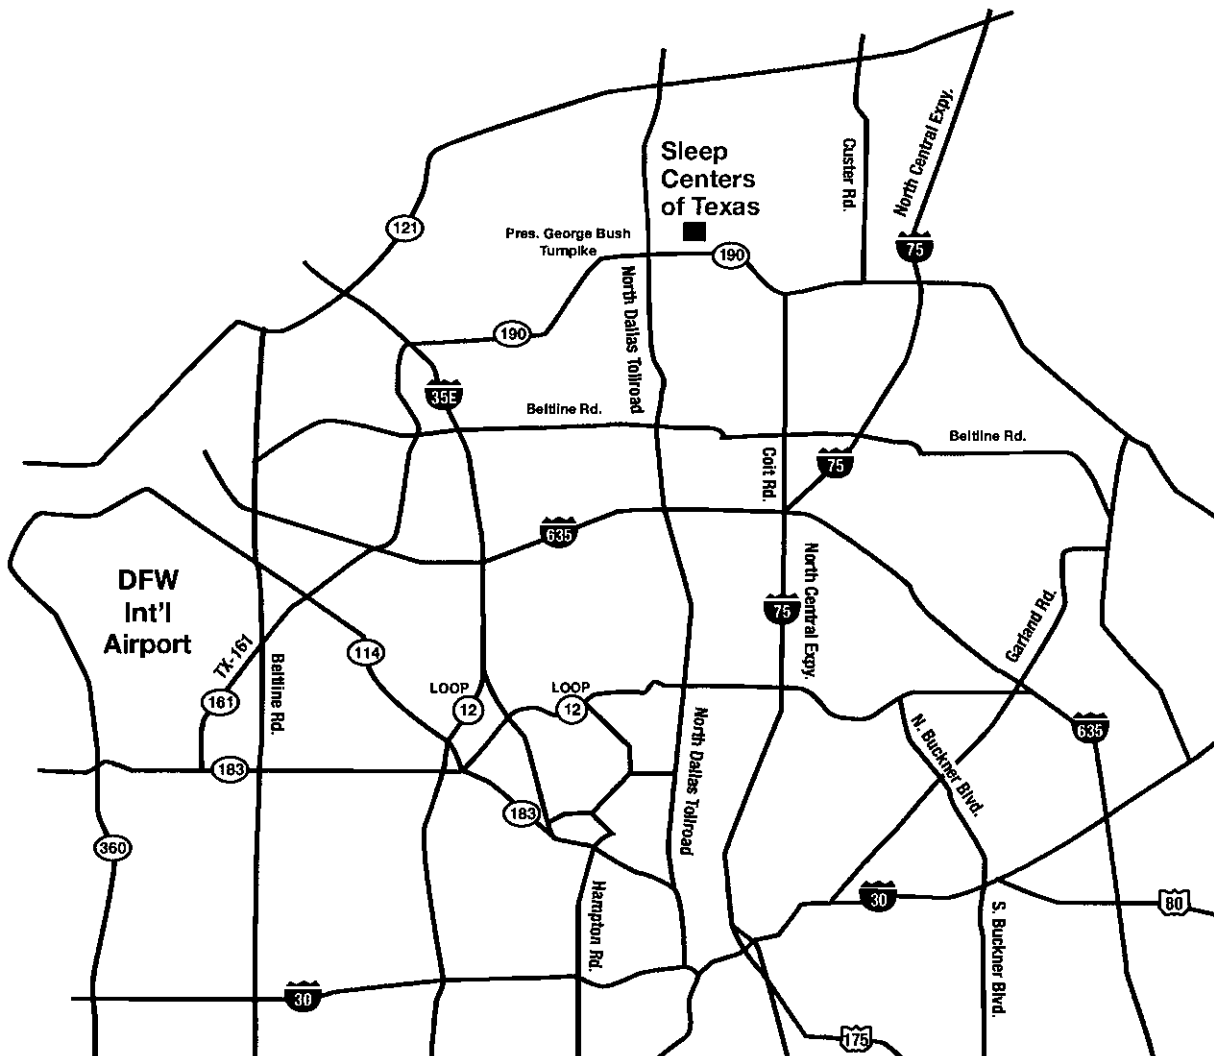 North Central Expy.
Custer Rd.
Sleep
Centers
of Texas
121
Pres. George Bush
Turnpike
190
75
North Dallas Tollroad
190
35E
Beltline Rd.
Beltline Rd.
Coit Rd.
75
635
DFW
Int'l
Airport
North Central Expy.
75
Garland Rd.
TX-161
114
Beltline Rd.
161
LOOP
12
LOOP
12
North Dallas Tollroad
N. Buckner Blvd.
635
183
183
360
Hampton Rd.
30
80
S. Buckner Blvd.
30
175